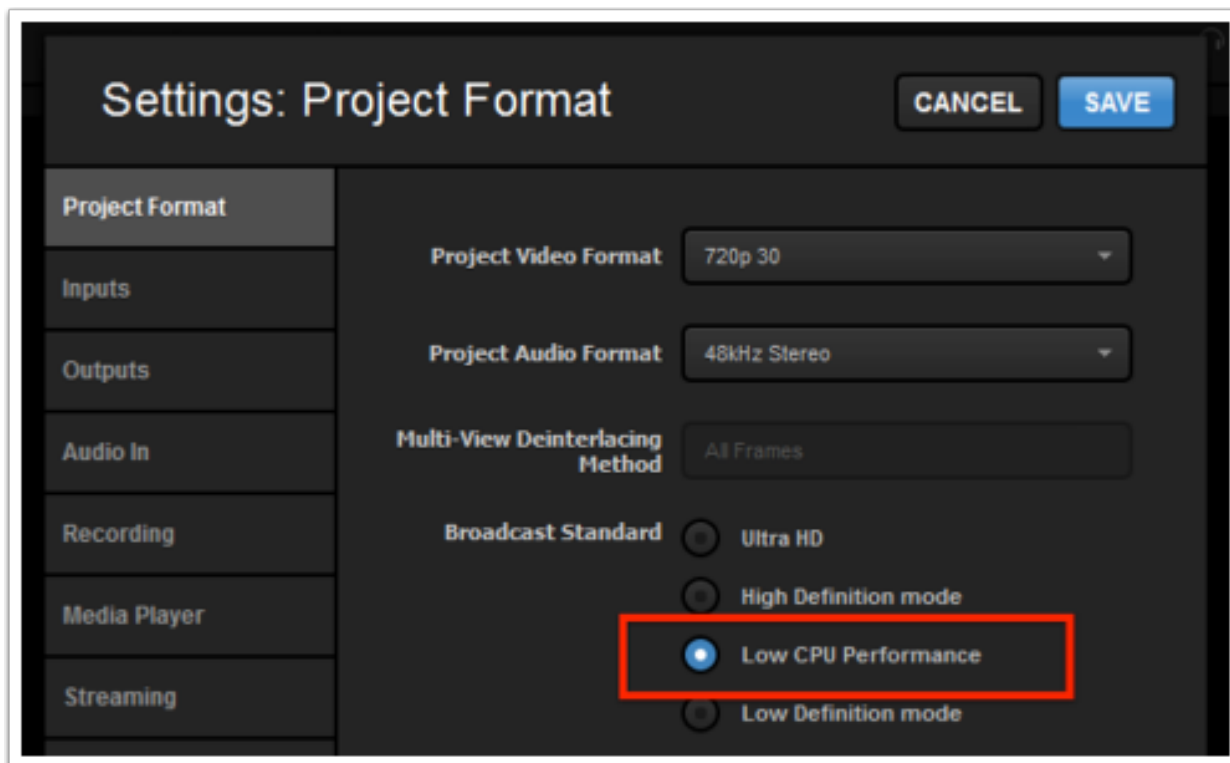 Settings: Project Format
CANCEL
SAVE
Project Format
Inputs
Outputs
Audio In
Recording
Media Player
Streaming
Project Video Format
720p 30
Project Audio Format
48kHz Stereo
Multi-View Deinterlacing
Method
All Frames
Broadcast Standard
Ultra HD
High Definition mode
Low CPU Performance
Low Definition mode